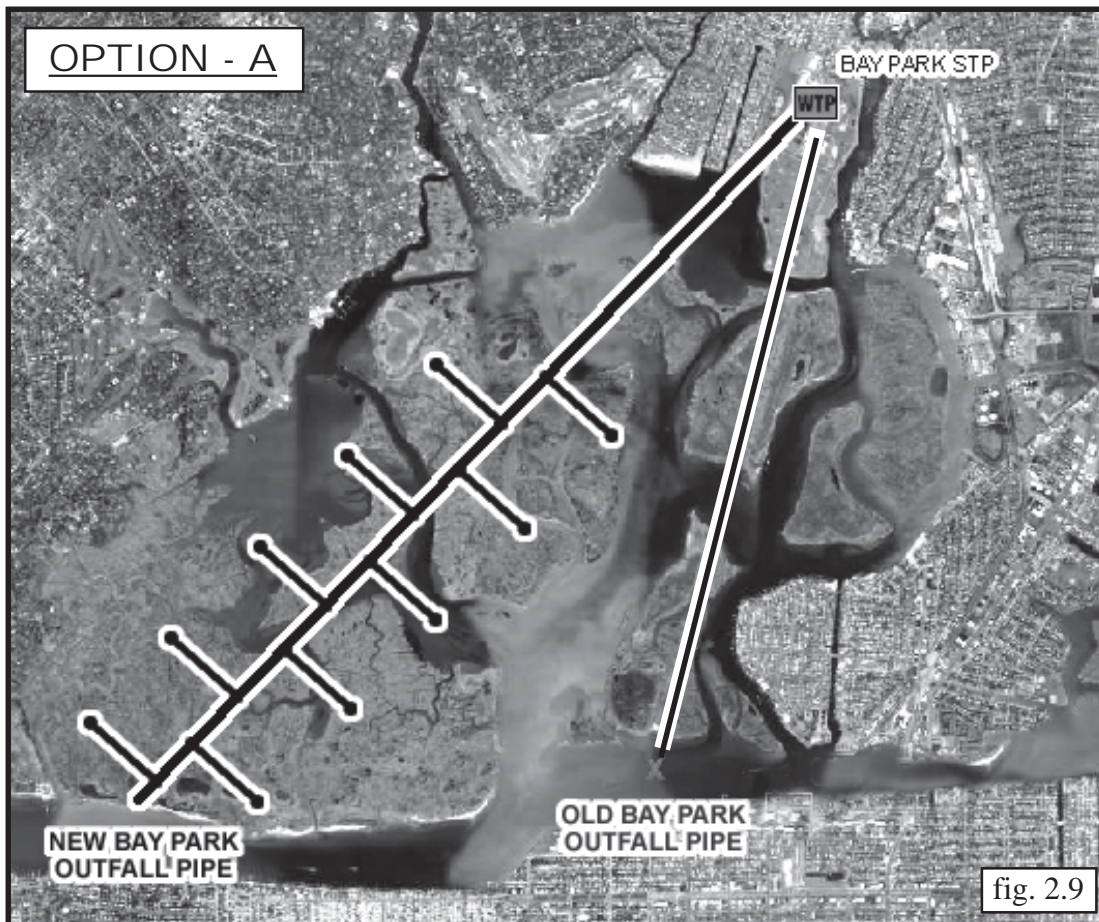 OPTION - A
BAY PARK STP
WTP
NEW BAY PARK
OUTFALL PIPE
OLD BAY PARK
OUTFALL PIPE
fig. 2.9